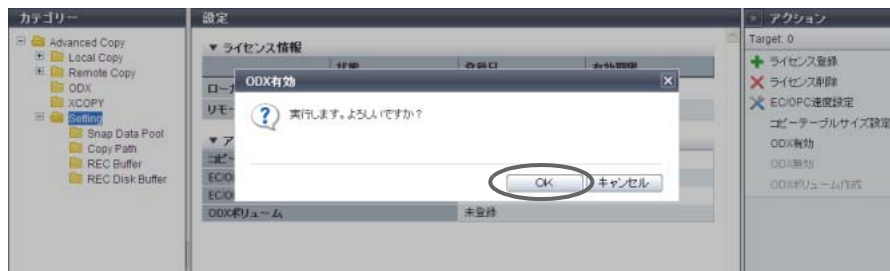 カテゴリー
Advanced Copy
Local Copy
Remote Copy
ODX
XCOPY
Setting
Snap Data Pool
Copy Path
REC Buffer
REC Disk Buffer
設定
▼ ライセンス情報
状態 登録日 有効期限
ローカ
リモー
▼ ア
コピー
EC/O
EC/O
ODXボリューム 未登録
ODX有効
実行します。よろしいですか?
OK キャンセル
アクション
Target: 0
ライセンス登録
ライセンス削除
EC/OPC速度設定
コピーテーブルサイズ設定
ODX有効
ODX無効
ODXボリューム作成